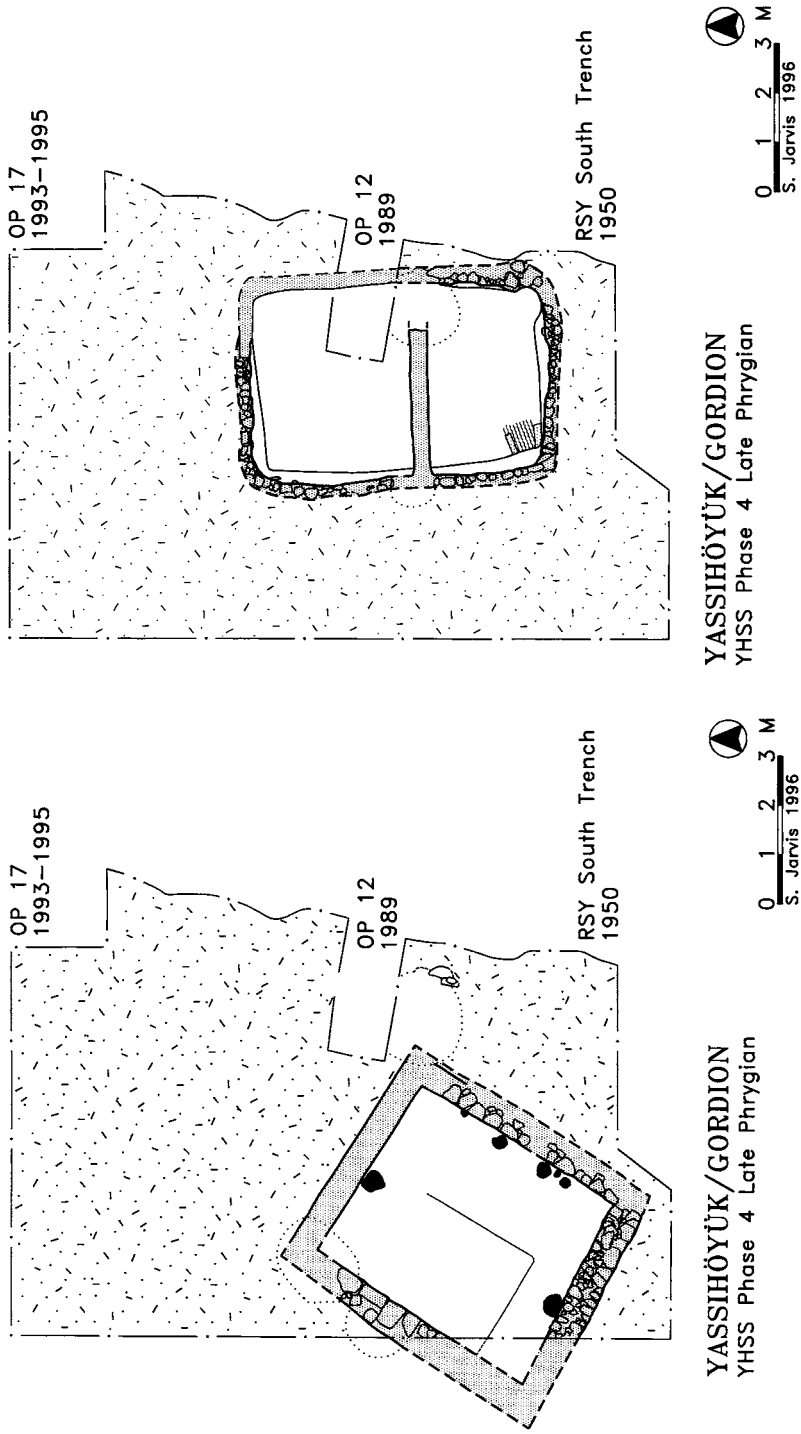 OP 17
1993–1995
OP 12
1989
RSY South Trench
1950
YASSIHÖYÜK/GORDION
YHSS Phase 4 Late Phrygian
0 1 2 3 M
S. Jarvis 1996
OP 17
1993–1995
OP 12
1989
RSY South Trench
1950
YASSIHÖYÜK/GORDION
YHSS Phase 4 Late Phrygian
0 1 2 3 M
S. Jarvis 1996